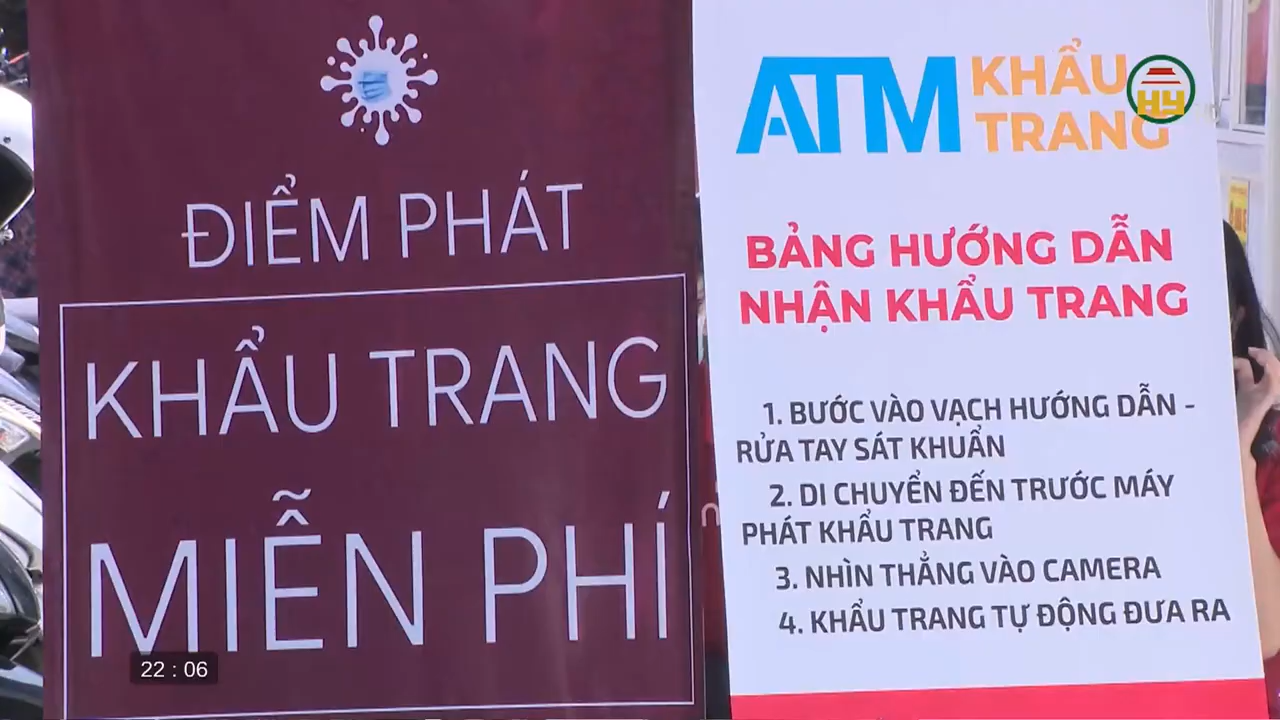 ĐIỂM PHÁT
KHẨU TRANG
MIỄN PHÍ
22 : 06
ATM KHẨU
TRANG
HY
BẢNG HƯỚNG DẪN
NHẬN KHẨU TRANG
1. BƯỚC VÀO VẠCH HƯỚNG DẪN -
RỬA TAY SÁT KHUẨN
2. DI CHUYỂN ĐẾN TRƯỚC MÁY
PHÁT KHẨU TRANG
3. NHÌN THẲNG VÀO CAMERA
4. KHẨU TRANG TỰ ĐỘNG ĐƯA RA